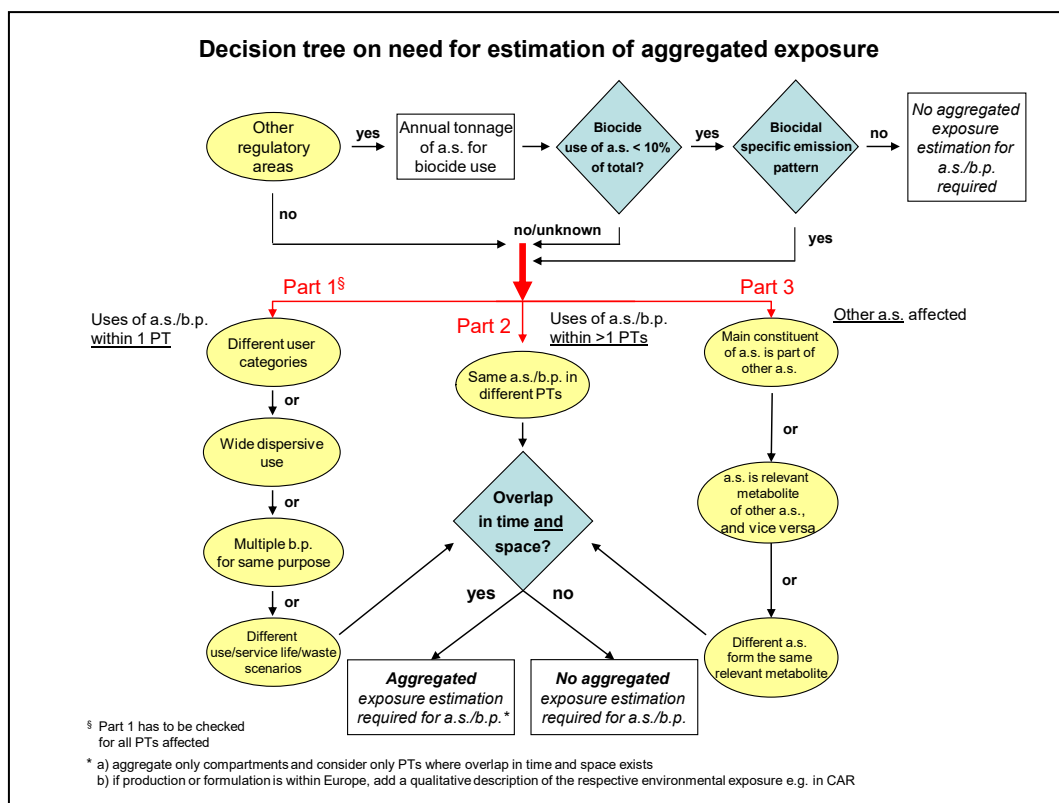 Decision tree on need for estimation of aggregated exposure
Other
regulatory
areas
yes
Annual tonnage
of a.s. for
biocide use
Biocide
use of a.s. < 10%
of total?
yes
Biocidal
specific emission
pattern
no
No aggregated
exposure
estimation for
a.s./b.p.
required
no
no/unknown
yes
Part 1§
Part 2
Part 3
Uses of a.s./b.p.
within 1 PT
Different user
categories
or
Wide dispersive
use
or
Multiple b.p.
for same purpose
or
Different
use/service life/waste
scenarios
Uses of a.s./b.p.
within >1 PTs
Same a.s./b.p. in
different PTs
Overlap
in time and
space?
yes
no
Aggregated
exposure estimation
required for a.s./b.p.*
No aggregated
exposure estimation
required for a.s./b.p.
Other a.s. affected
Main constituent
of a.s. is part of
other a.s.
or
a.s. is relevant
metabolite
of other a.s.,
and vice versa
or
Different a.s.
form the same
relevant metabolite
§ Part 1 has to be checked
for all PTs affected
* a) aggregate only compartments and consider only PTs where overlap in time and space exists
b) if production or formulation is within Europe, add a qualitative description of the respective environmental exposure e.g. in CAR